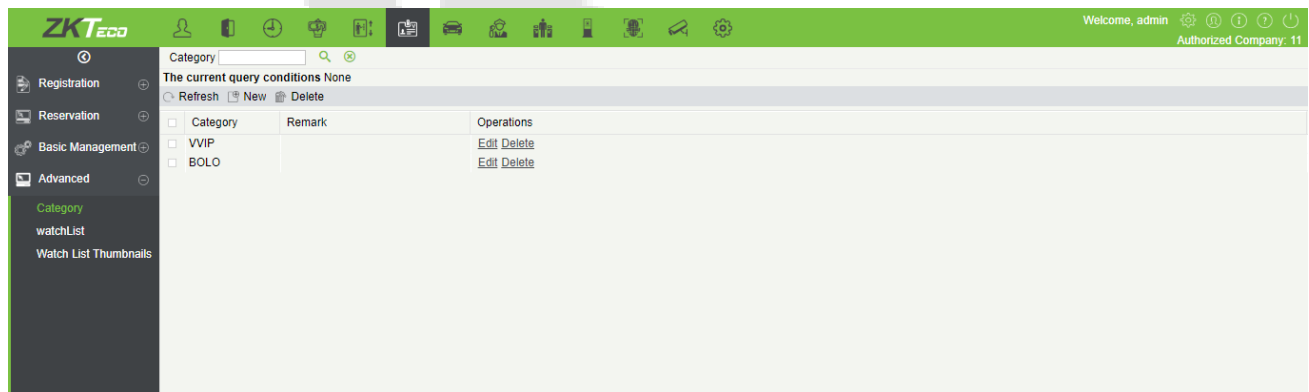 ZKTECO
Welcome, admin
Authorized Company: 11
Registration
Reservation
Basic Management
Advanced
Category
watchList
Watch List Thumbnails
Category
The current query conditions None
Refresh New Delete
Category Remark Operations
VVIP Edit Delete
BOLO Edit Delete